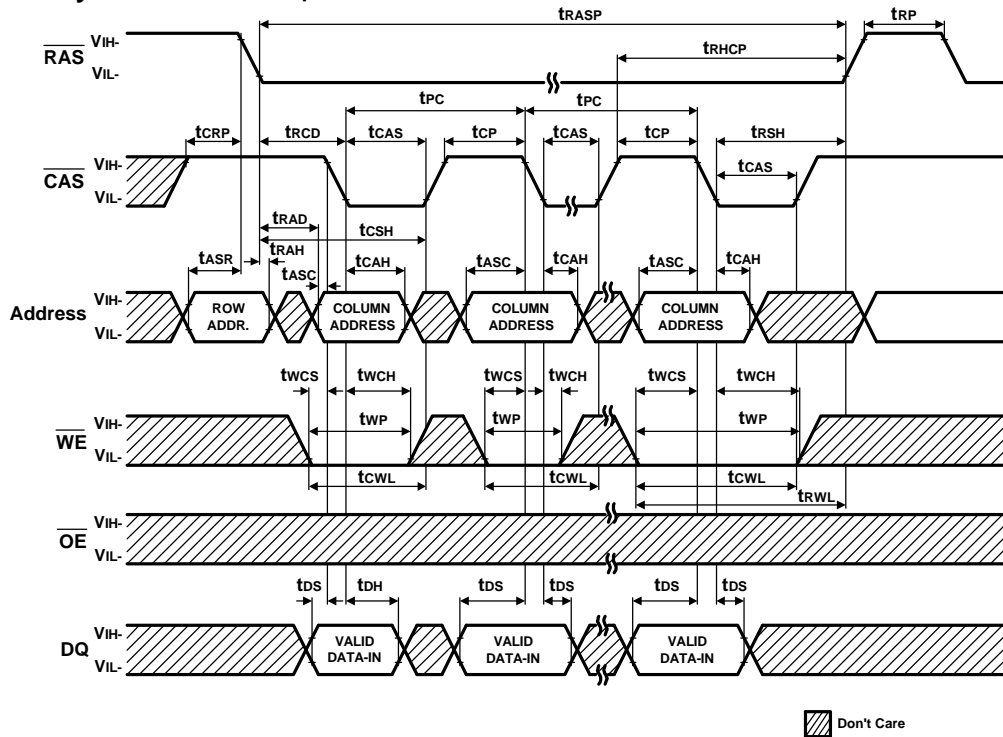 tRASP tRP
VIH-
RAS
VIL-
tRHCP
tPC tPC
tCRP tRCD tCAS tCP tCAS tCP tRSH
VIH-
CAS
VIL-
tCAS
tRAD
tCSH
tASR tRAH
tASC tCAH tASC tCAH tASC tCAH
VIH-
Address
VIL-
ROW
ADDR.
COLUMN
ADDRESS
COLUMN
ADDRESS
COLUMN
ADDRESS
tWCS tWCH tWCS tWCH tWCS tWCH
VIH-
WE
VIL-
tWP tWP tWP
tCWL tCWL tCWL
tRWL
VIH-
OE
VIL-
tDS tDH tDS tDS tDS tDS
VIH-
DQ
VIL-
VALID
DATA-IN
VALID
DATA-IN
VALID
DATA-IN
Don't Care